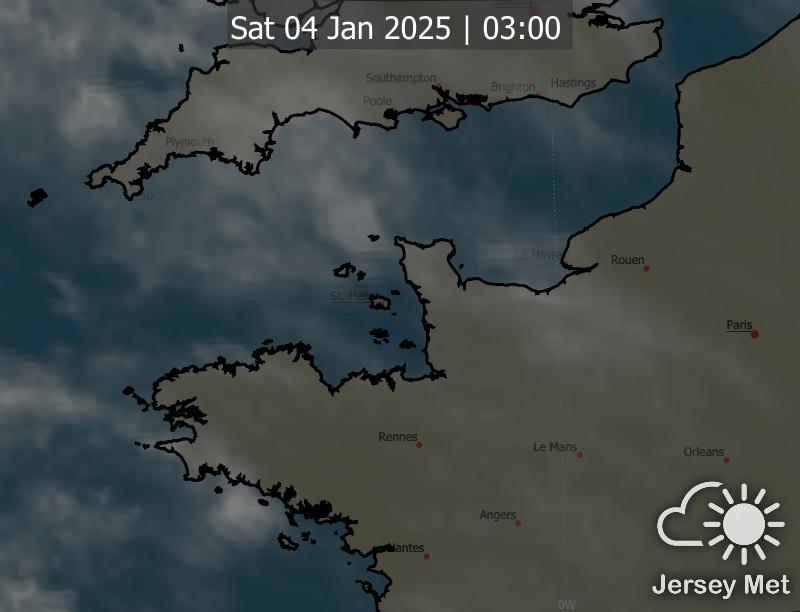 London
Sat 04 Jan 2025 | 03:00
Southampton
Brighton
Hastings
Poole
Plymouth
50
Le Havre
Rouen
St. Helier
Paris
Rennes
Le Mans
Orleans
Angers
Nantes
Jersey Met
0W